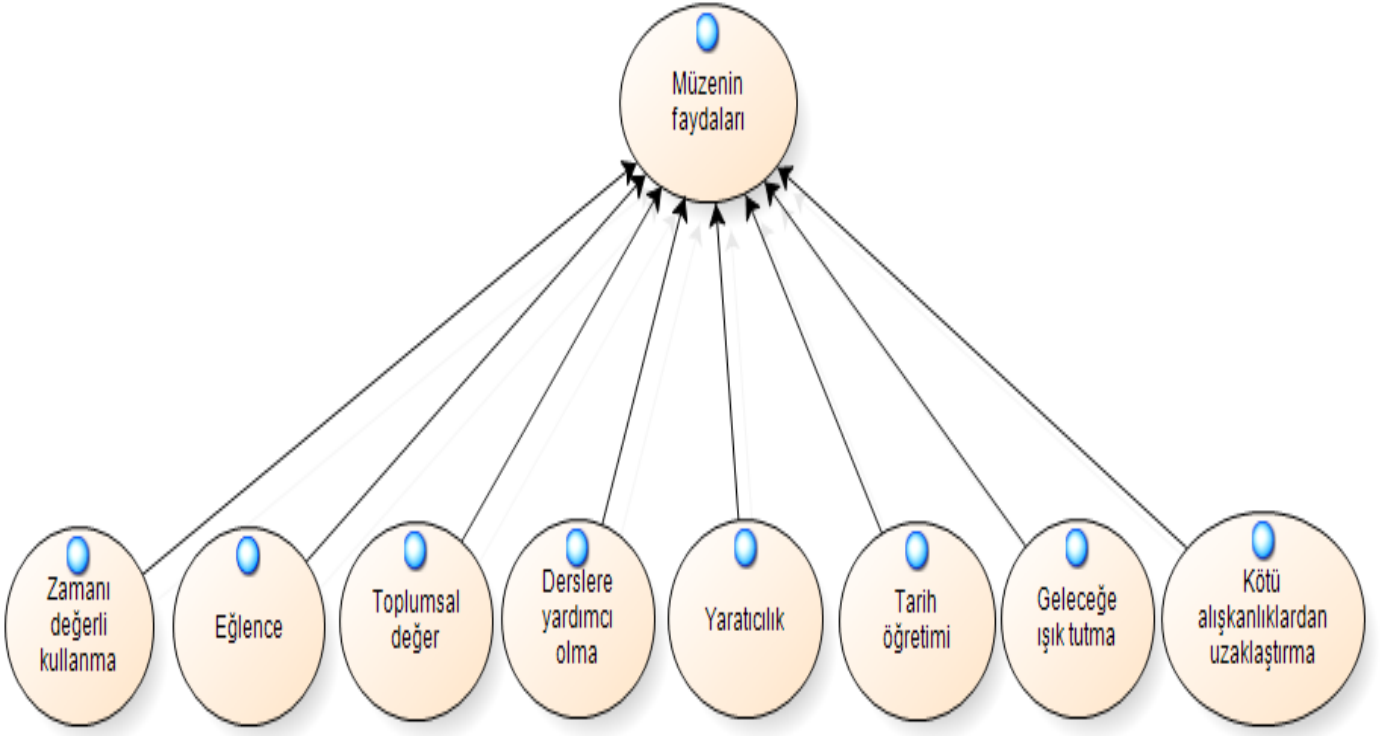 Müzenin
faydaları
Zamanı
değerli
kullanma
Eğlence
Toplumsal
değer
Derslere
yardımcı
olma
Yaratıcılık
Tarih
öğretimi
Geleceğe
ışık tutma
Kötü
alışkanlıklardan
uzaklaştırma